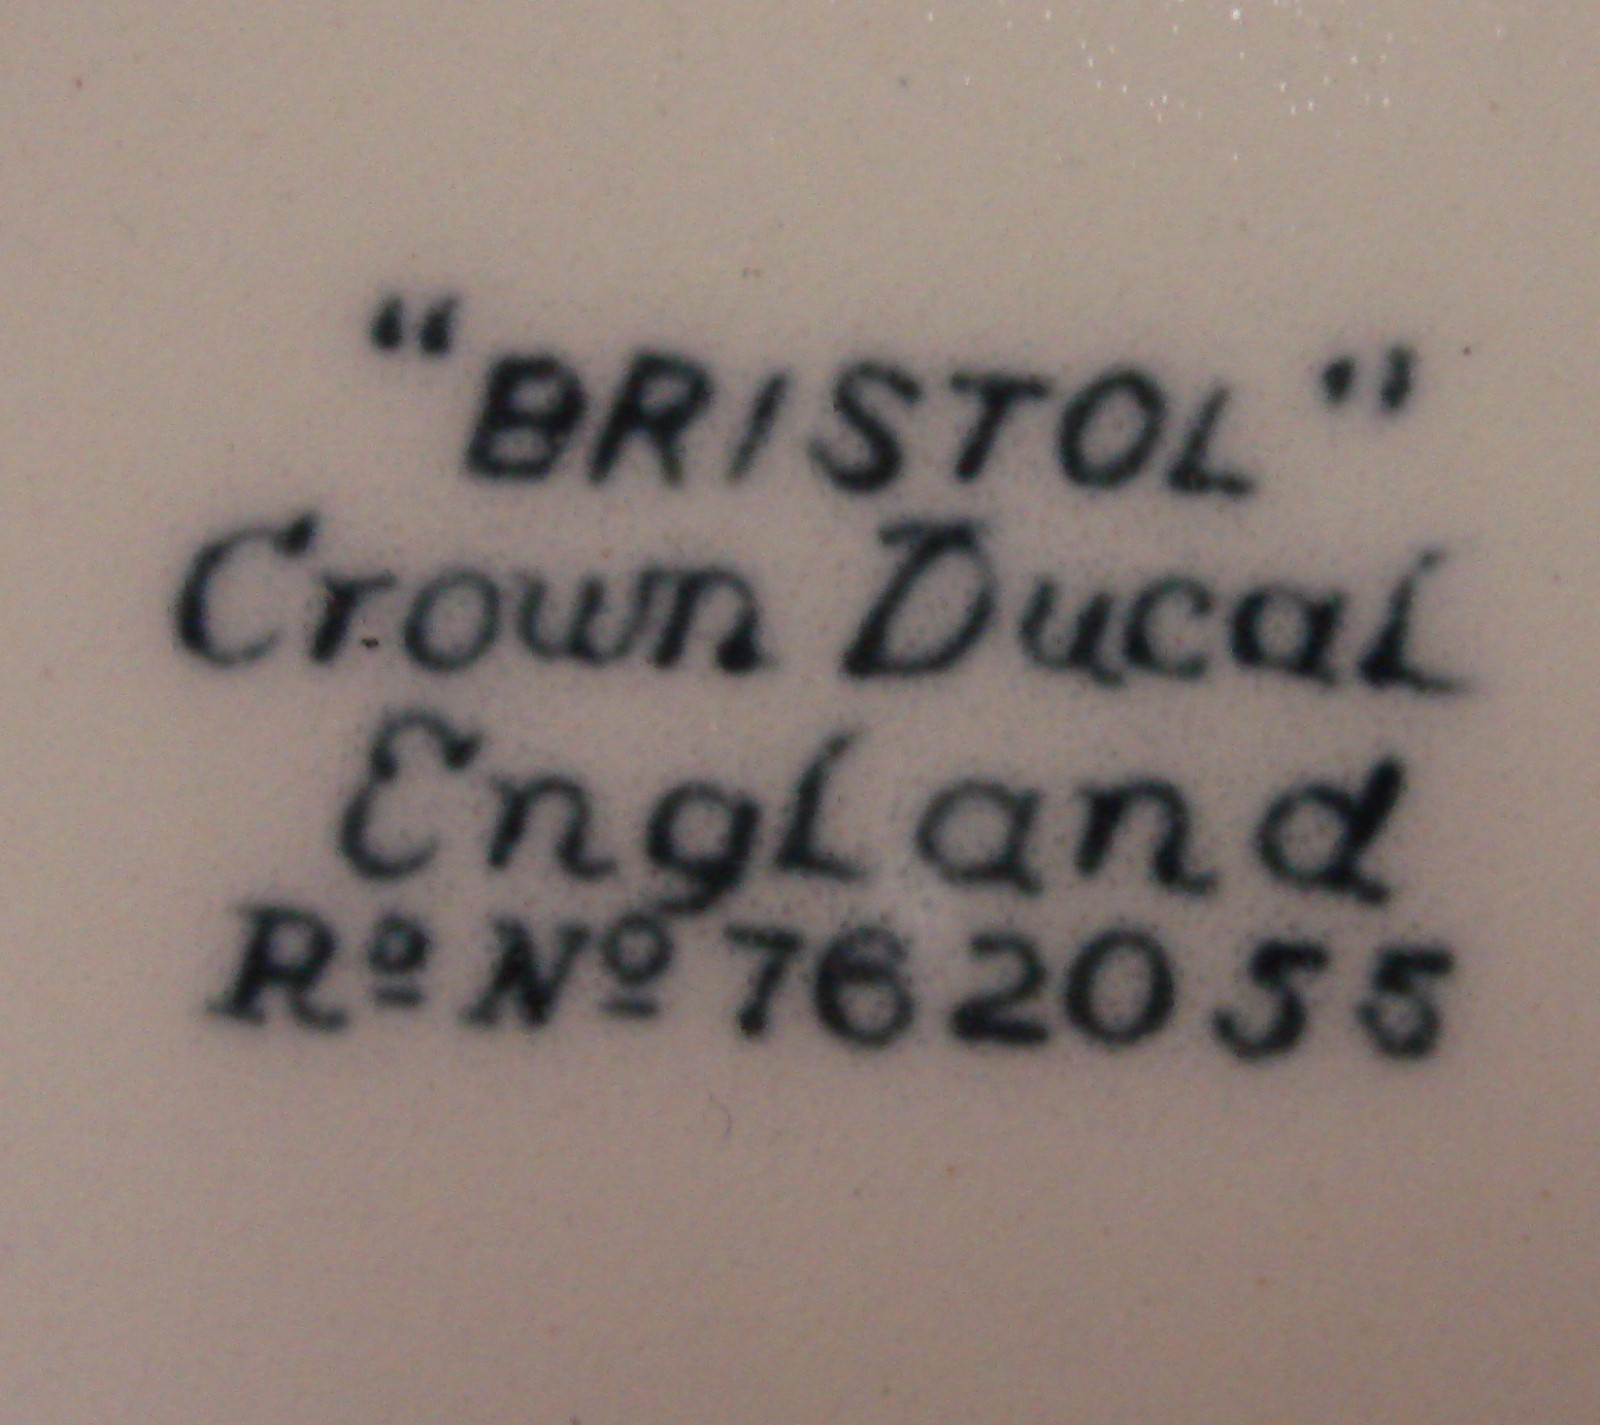 “BRISTOL”
Crown Ducal
England
Rº Nº 762055